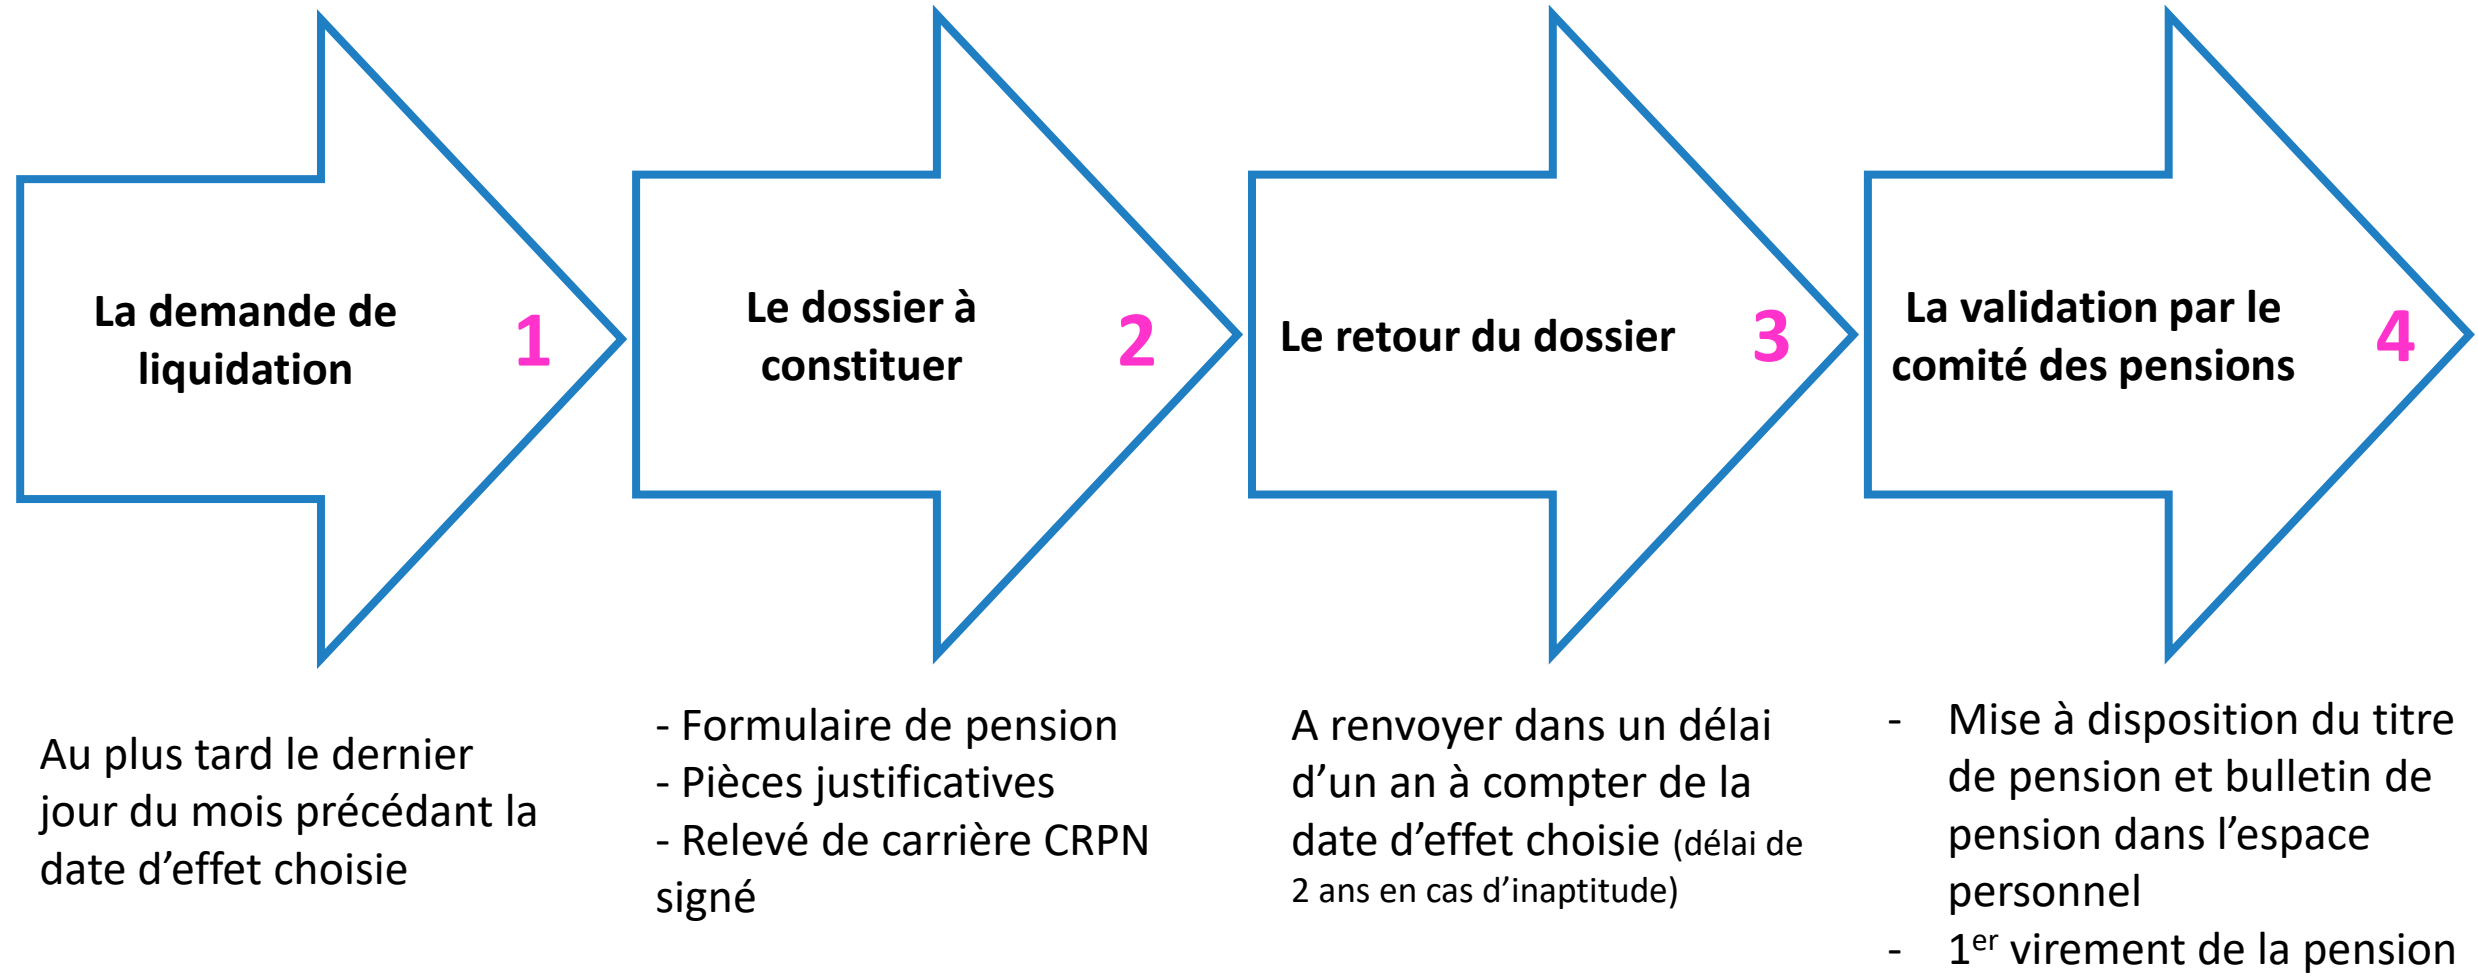 La demande de
liquidation
1
Au plus tard le dernier
jour du mois précédant la
date d’effet choisie
Le dossier à
constituer
2
- Formulaire de pension
- Pièces justificatives
- Relevé de carrière CRPN
signé
Le retour du dossier
3
A renvoyer dans un délai
d’un an à compter de la
date d’effet choisie (délai de
2 ans en cas d’inaptitude)
La validation par le
comité des pensions
4
- Mise à disposition du titre
de pension et bulletin de
pension dans l’espace
personnel
- 1er virement de la pension